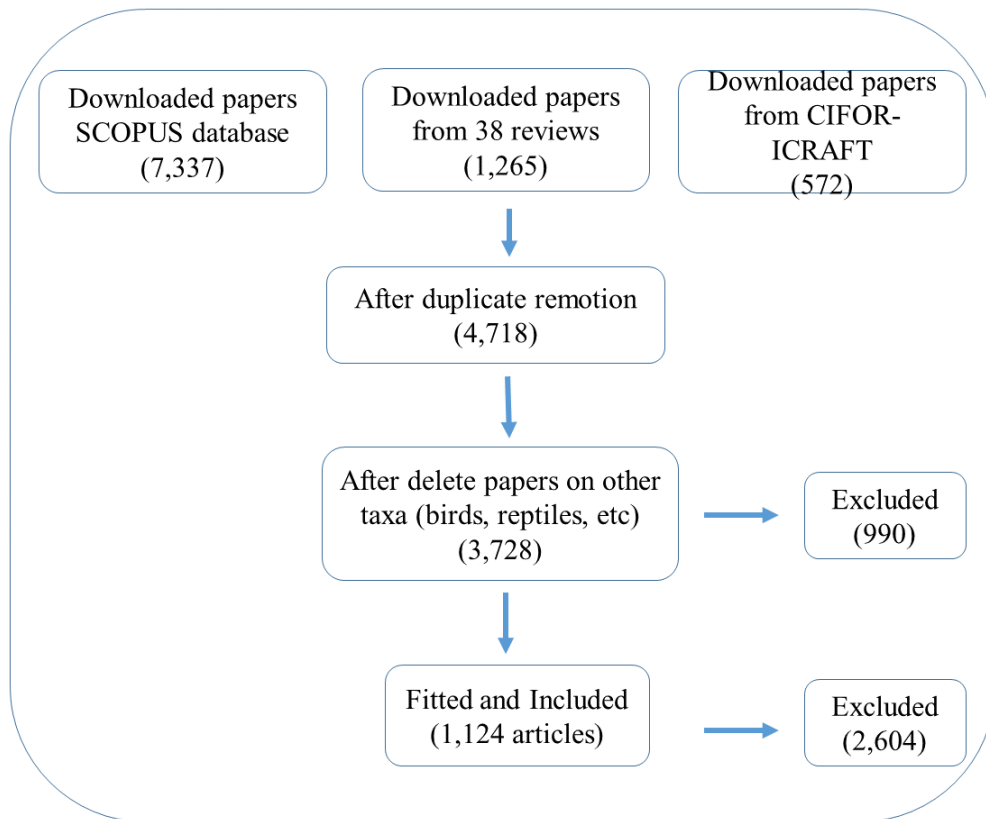 Downloaded papers
SCOPUS database
(7,337)
Downloaded papers
from 38 reviews
(1,265)
Downloaded papers
from CIFOR-
ICRAFT
(572)
After duplicate remotion
(4,718)
After delete papers on other
taxa (birds, reptiles, etc)
(3,728)
Excluded
(990)
Fitted and Included
(1,124 articles)
Excluded
(2,604)